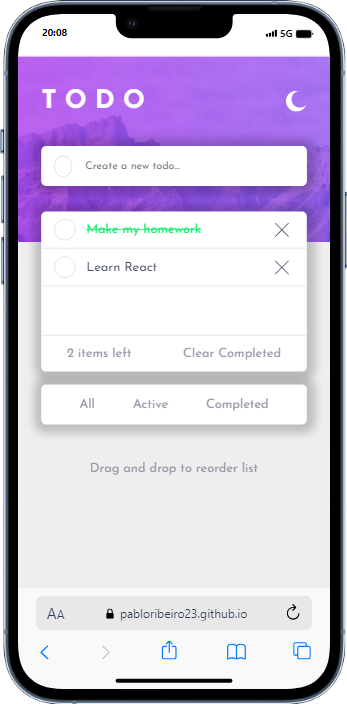 20:08 5G
TODO
Create a new todo...
Make my homework
Learn React
2 items left Clear Completed
All Active Completed
Drag and drop to reorder list
AA pabloribeiro23.github.io